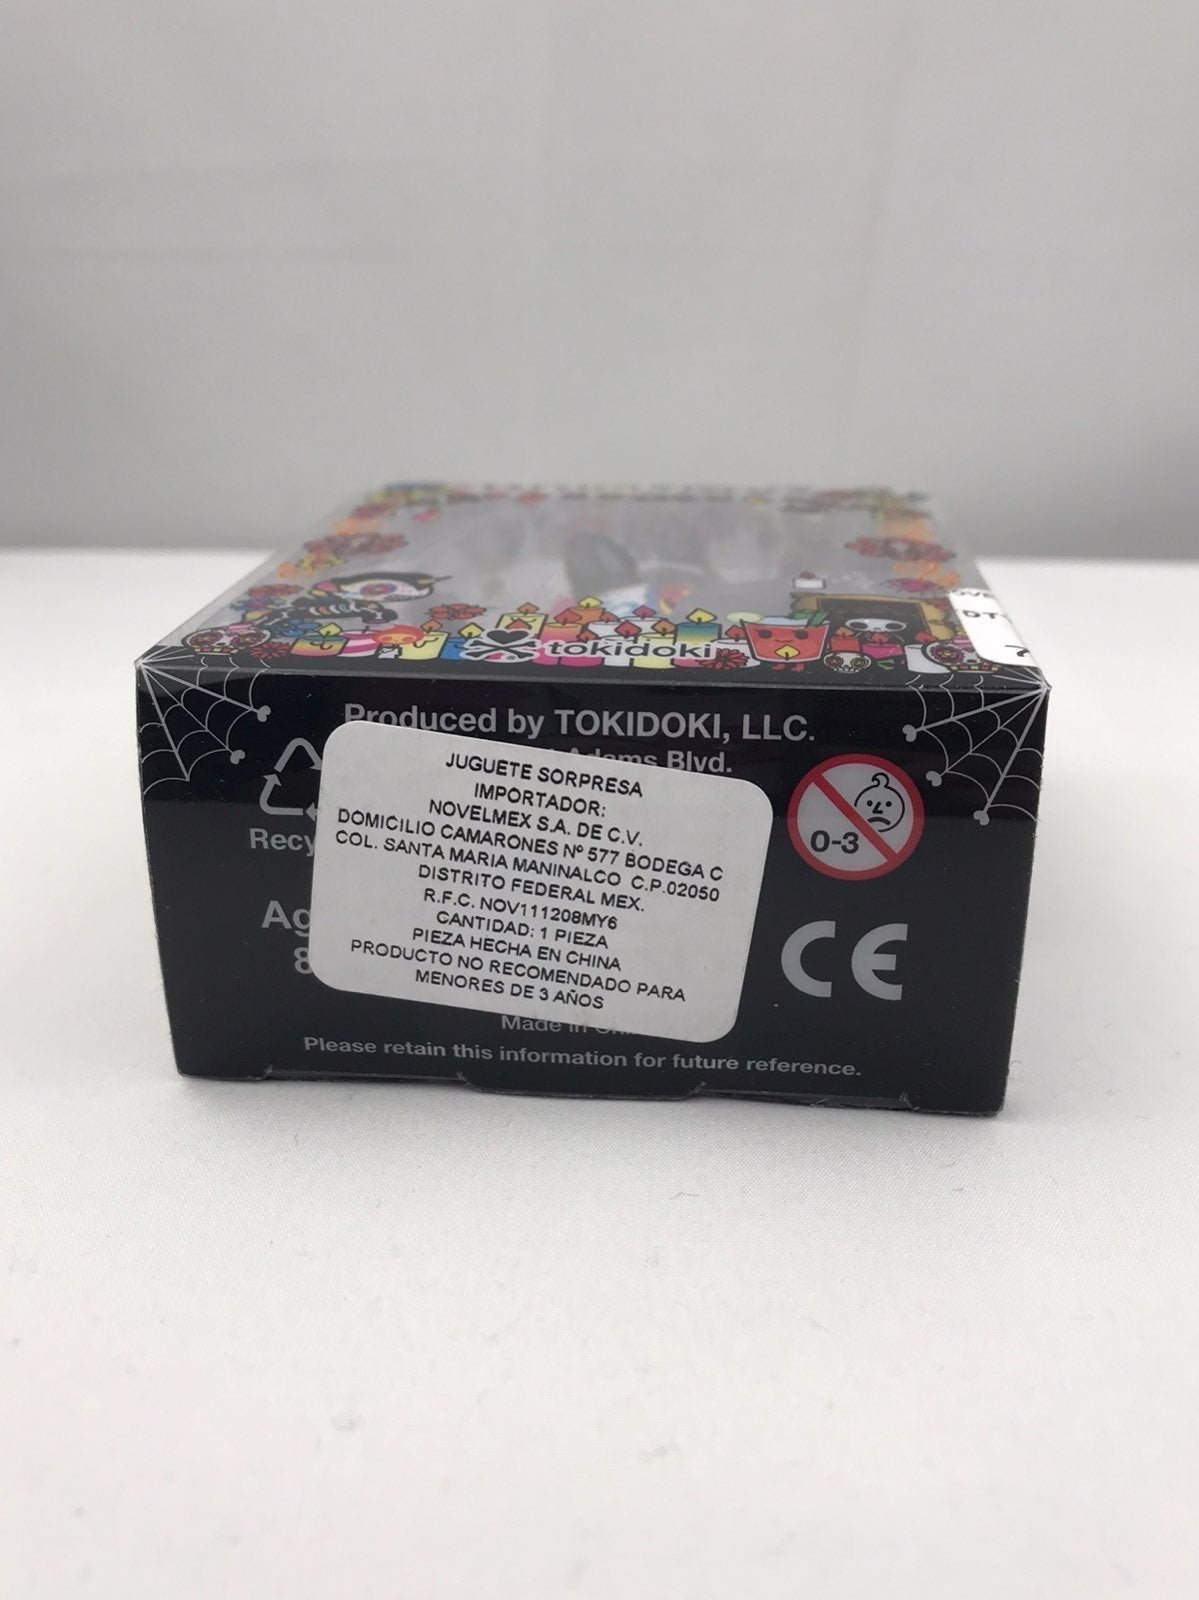 tokidoki
Produced by TOKIDOKI, LLC.
Adams Blvd.
JUGUETE SORPRESA
IMPORTADOR:
NOVELMEX S.A. DE C.V.
DOMICILIO CAMARONES Nº 577 BODEGA C
COL. SANTA MARIA MANINALCO C.P.02050
DISTRITO FEDERAL MEX.
R.F.C. NOV111208MY6
CANTIDAD: 1 PIEZA
PIEZA HECHA EN CHINA
PRODUCTO NO RECOMENDADO PARA
MENORES DE 3 AÑOS
0-3
CE
Made in
Please retain this information for future reference.